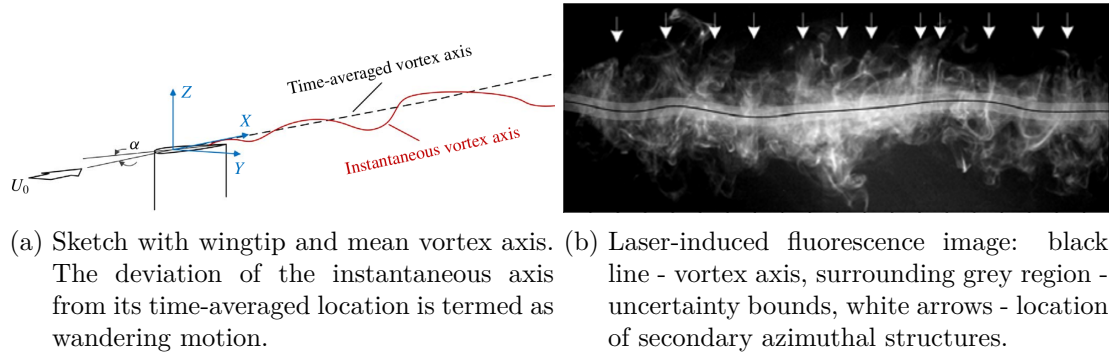 Z
Time-averaged vortex axis
X
α
Instantaneous vortex axis
Y
U₀
(a) Sketch with wingtip and mean vortex axis.
The deviation of the instantaneous axis
from its time-averaged location is termed as
wandering motion.
(b) Laser-induced fluorescence image: black
line - vortex axis, surrounding grey region -
uncertainty bounds, white arrows - location
of secondary azimuthal structures.